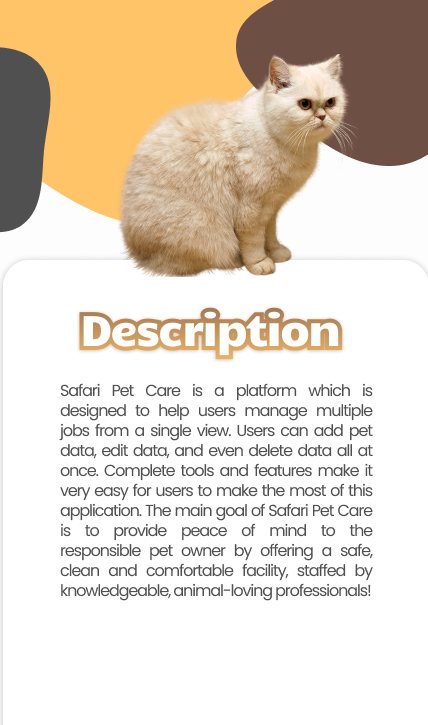 Description
Safari Pet Care is a platform which is
designed to help users manage multiple
jobs from a single view. Users can add pet
data, edit data, and even delete data all at
once. Complete tools and features make it
very easy for users to make the most of this
application. The main goal of Safari Pet Care
is to provide peace of mind to the
responsible pet owner by offering a safe,
clean and comfortable facility, staffed by
knowledgeable, animal-loving professionals!